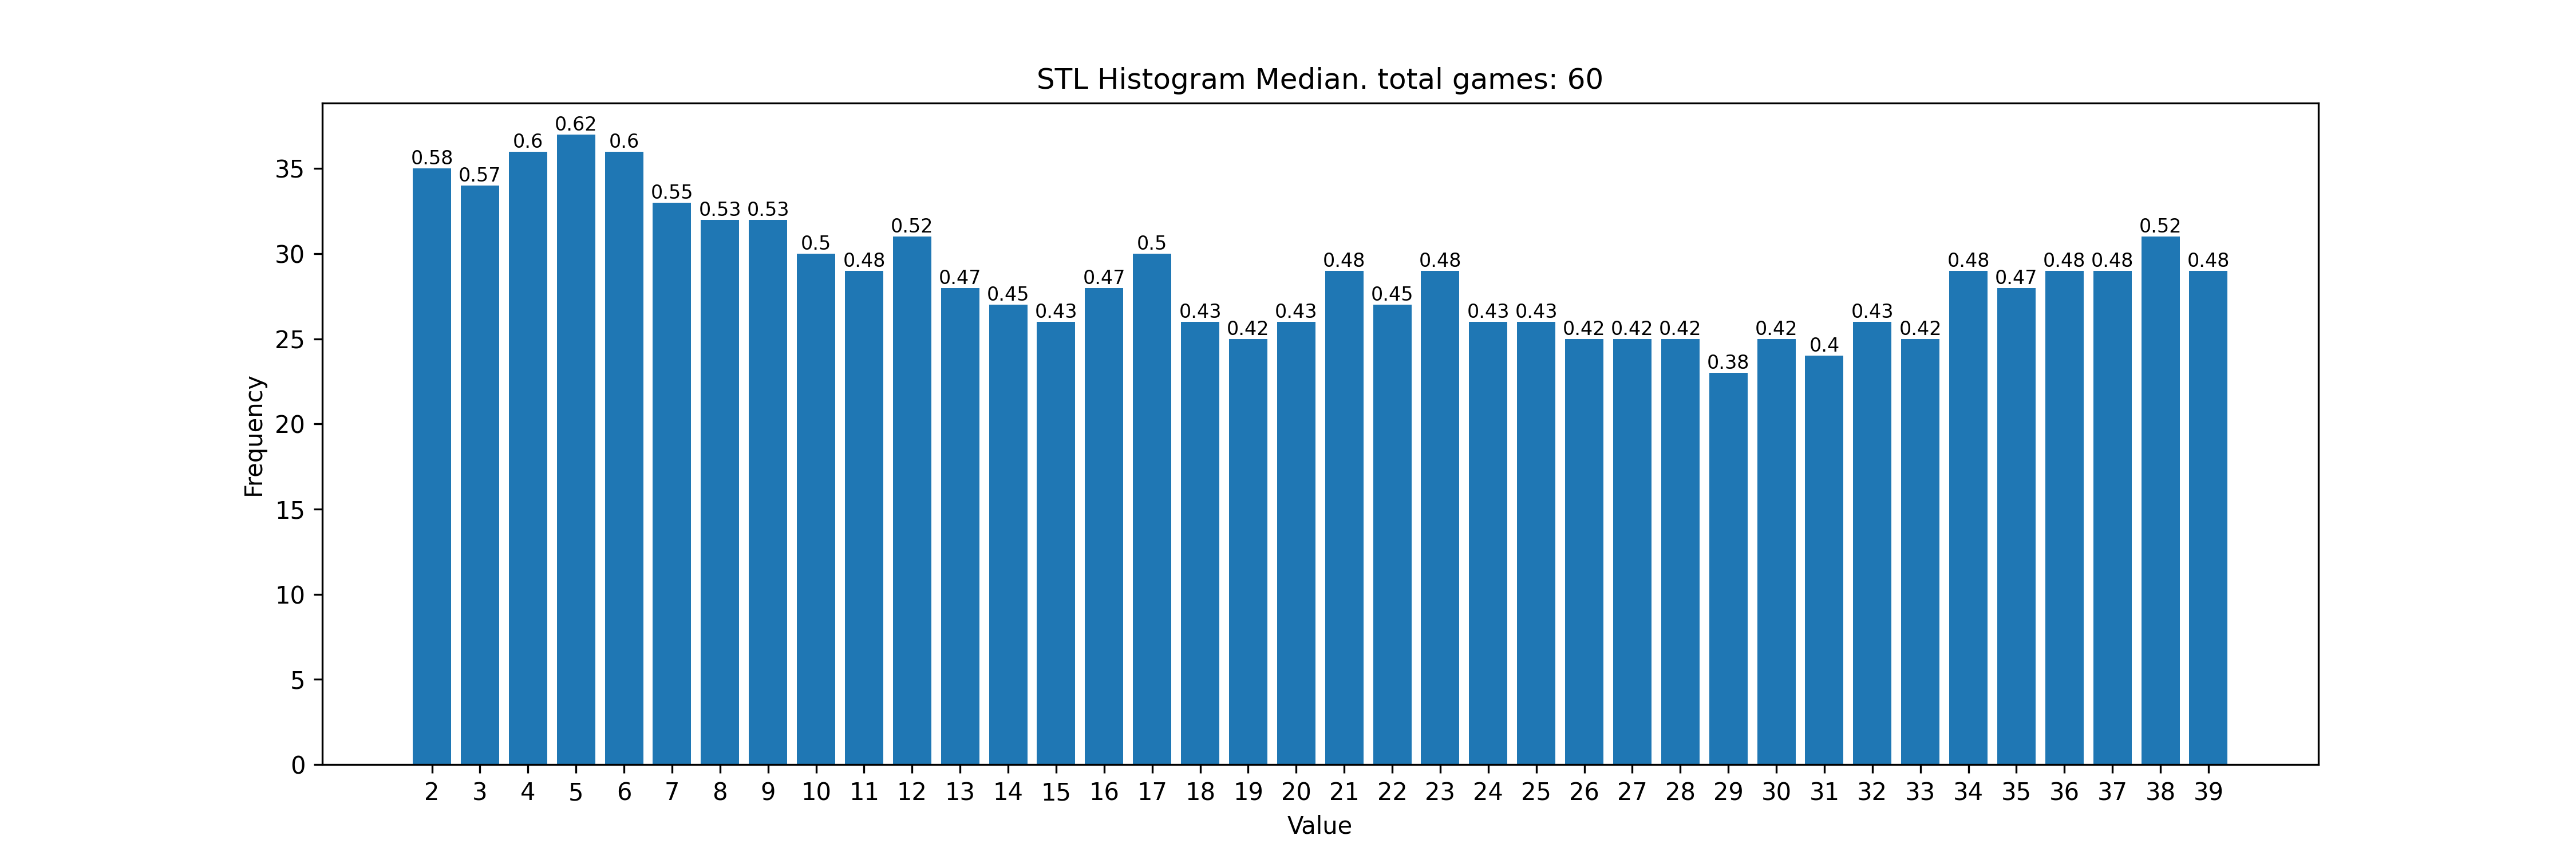 STL Histogram Median. total games: 60
0.58 0.57 0.6 0.62 0.6 0.55 0.53 0.53 0.5 0.48 0.52 0.47 0.45 0.43 0.47 0.5 0.43 0.42 0.43 0.48 0.45 0.48 0.43 0.43 0.42 0.42 0.42 0.38 0.42 0.4 0.43 0.42 0.48 0.47 0.48 0.48 0.52 0.48
35
30
25
20
15
10
5
0
Frequency
2 3 4 5 6 7 8 9 10 11 12 13 14 15 16 17 18 19 20 21 22 23 24 25 26 27 28 29 30 31 32 33 34 35 36 37 38 39
Value